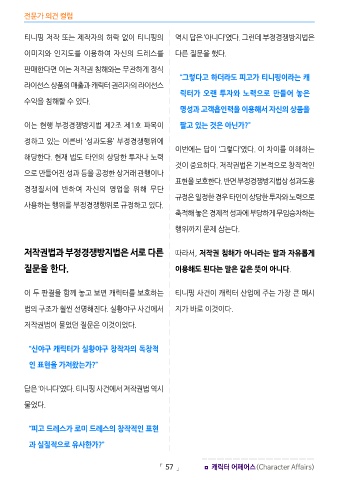 전문가 의견 컬럼
티니핑 저작 또는 제작자의 허락 없이 티니핑의
이미지와 인지도를 이용하여 자신의 드레스를
판매한다면 이는 저작권 침해와는 무관하게 정식
라이선스 상품의 매출과 캐릭터 권리자의 라이선스
수익을 침해할 수 있다.
이는 현행 부정경쟁방지법 제2조 제1호 파목이
정하고 있는 이른바 '성과도용' 부정경쟁행위에
해당한다. 현재 법도 타인의 상당한 투자나 노력
으로 만들어진 성과 등을 공정한 상거래 관행이나
경쟁질서에 반하여 자신의 영업을 위해 무단
사용하는 행위를 부정경쟁행위로 규정하고 있다.
저작권법과 부정경쟁방지법은 서로 다른
질문을 한다.
이 두 판결을 함께 놓고 보면 캐릭터를 보호하는
법의 구조가 훨씬 선명해진다. 실황야구 사건에서
저작권법이 물었던 질문은 이것이었다.
"신야구 캐릭터가 실황야구 창작자의 독창적
인 표현을 가져왔는가?"
답은 '아니다'였다. 티니핑 사건에서 저작권법 역시
물었다.
"피고 드레스가 로미 드레스의 창작적인 표현
과 실질적으로 유사한가?"
역시 답은 '아니다'였다. 그런데 부정경쟁방지법은
다른 질문을 했다.
"그렇다고 하더라도 피고가 티니핑이라는 캐
릭터가 오랜 투자와 노력으로 만들어 놓은
명성과 고객흡인력을 이용해서 자신의 상품을
팔고 있는 것은 아닌가?"
이번에는 답이 '그렇다'였다. 이 차이를 이해하는
것이 중요하다. 저작권법은 기본적으로 창작적인
표현을 보호한다. 반면 부정경쟁방지법상 성과도용
규정은 일정한 경우 타인이 상당한 투자와 노력으로
축적해 놓은 경제적 성과에 부당하게 무임승차하는
행위까지 문제 삼는다.
따라서, 저작권 침해가 아니라는 말과 자유롭게
이용해도 된다는 말은 같은 뜻이 아니다.
티니핑 사건이 캐릭터 산업에 주는 가장 큰 메시
지가 바로 이것이다.
「 57 」
캐릭터 어페어스(Character Affairs)